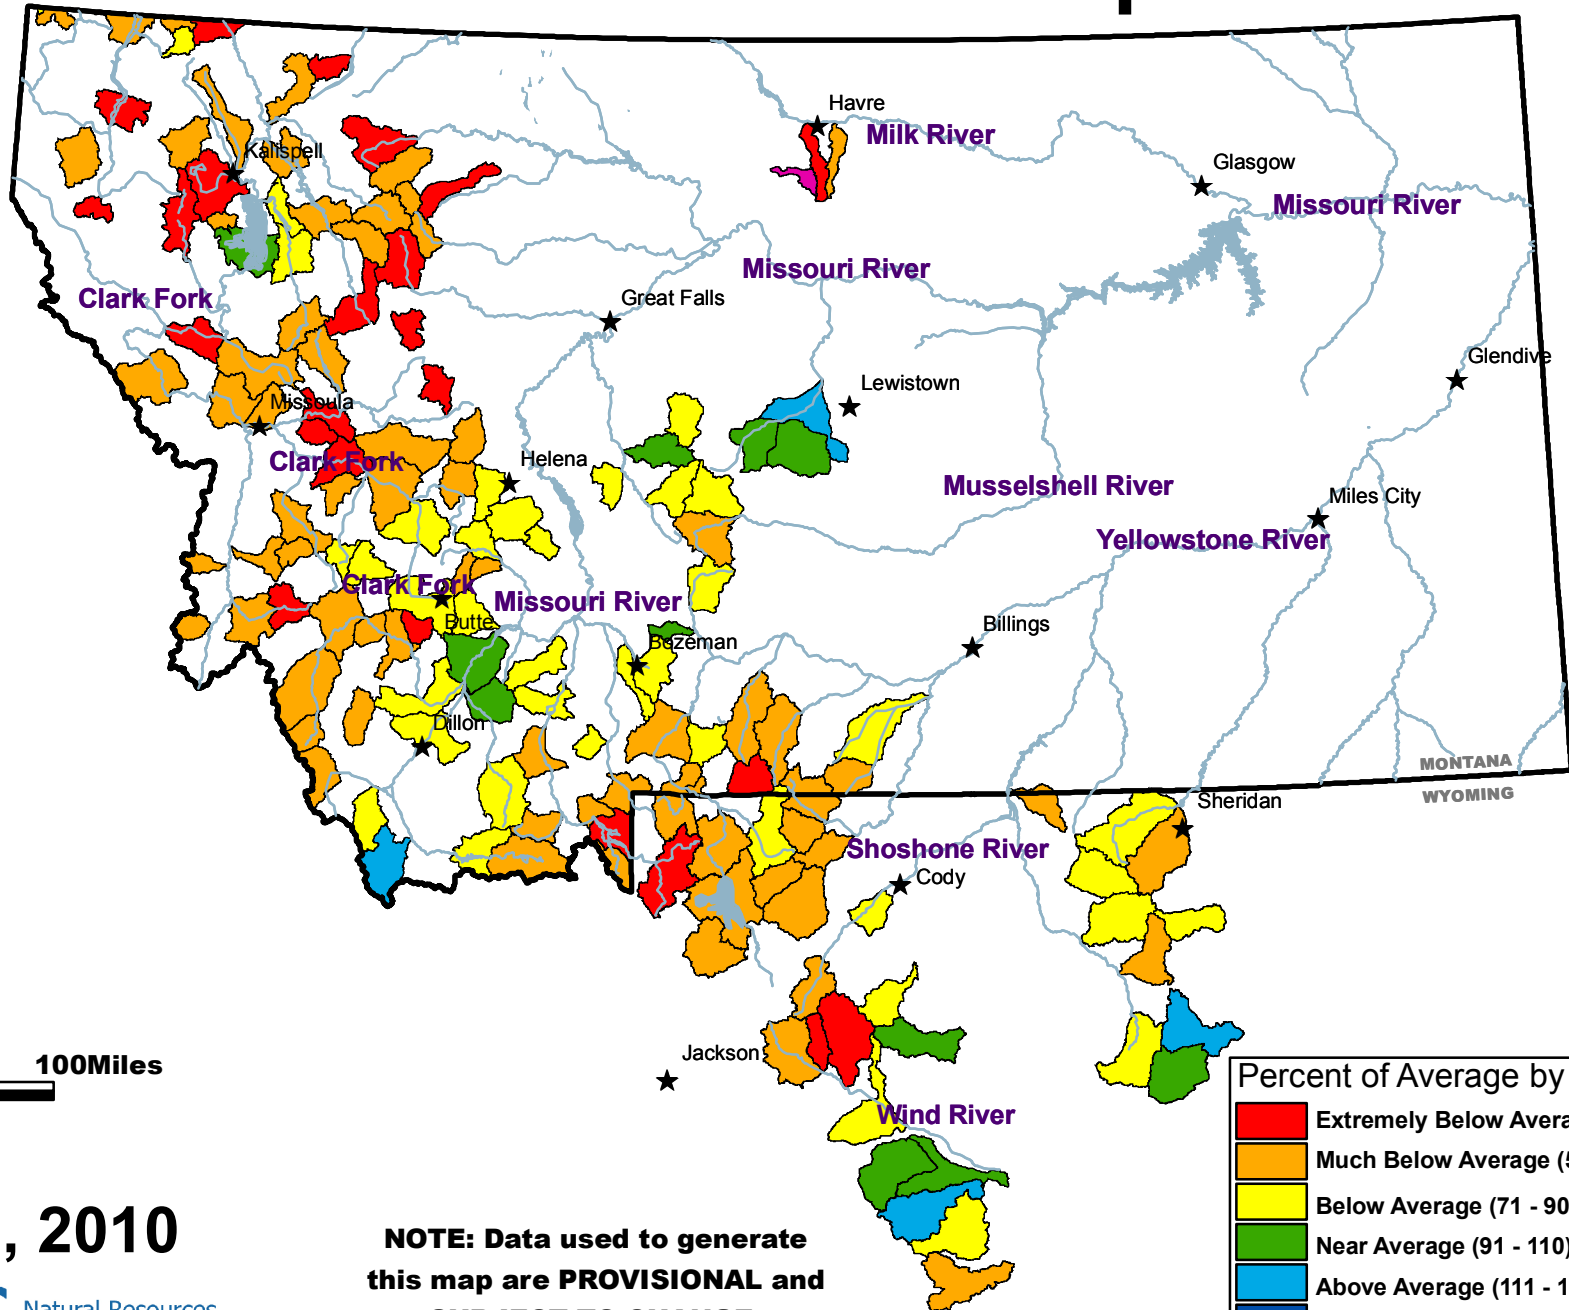 Havre
Milk River
Kalispell
Glasgow
Missouri River
Missouri River
Clark Fork
Great Falls
Glendive
Lewistown
Missoula
Clark Fork
Helena
Musselshell River
Miles City
Yellowstone River
Clark Fork
Missouri River
Butte
Billings
Bozeman
Dillon
MONTANA
WYOMING
Sheridan
Shoshone River
Cody
Jackson
100Miles
Wind River
Percent of Average by
Extremely Below Avera
Much Below Average (5
Below Average (71 - 90
Near Average (91 - 110)
Above Average (111 - 1
, 2010
NOTE: Data used to generate
this map are PROVISIONAL and
SUBJECT TO CHANGE
Natural Resources